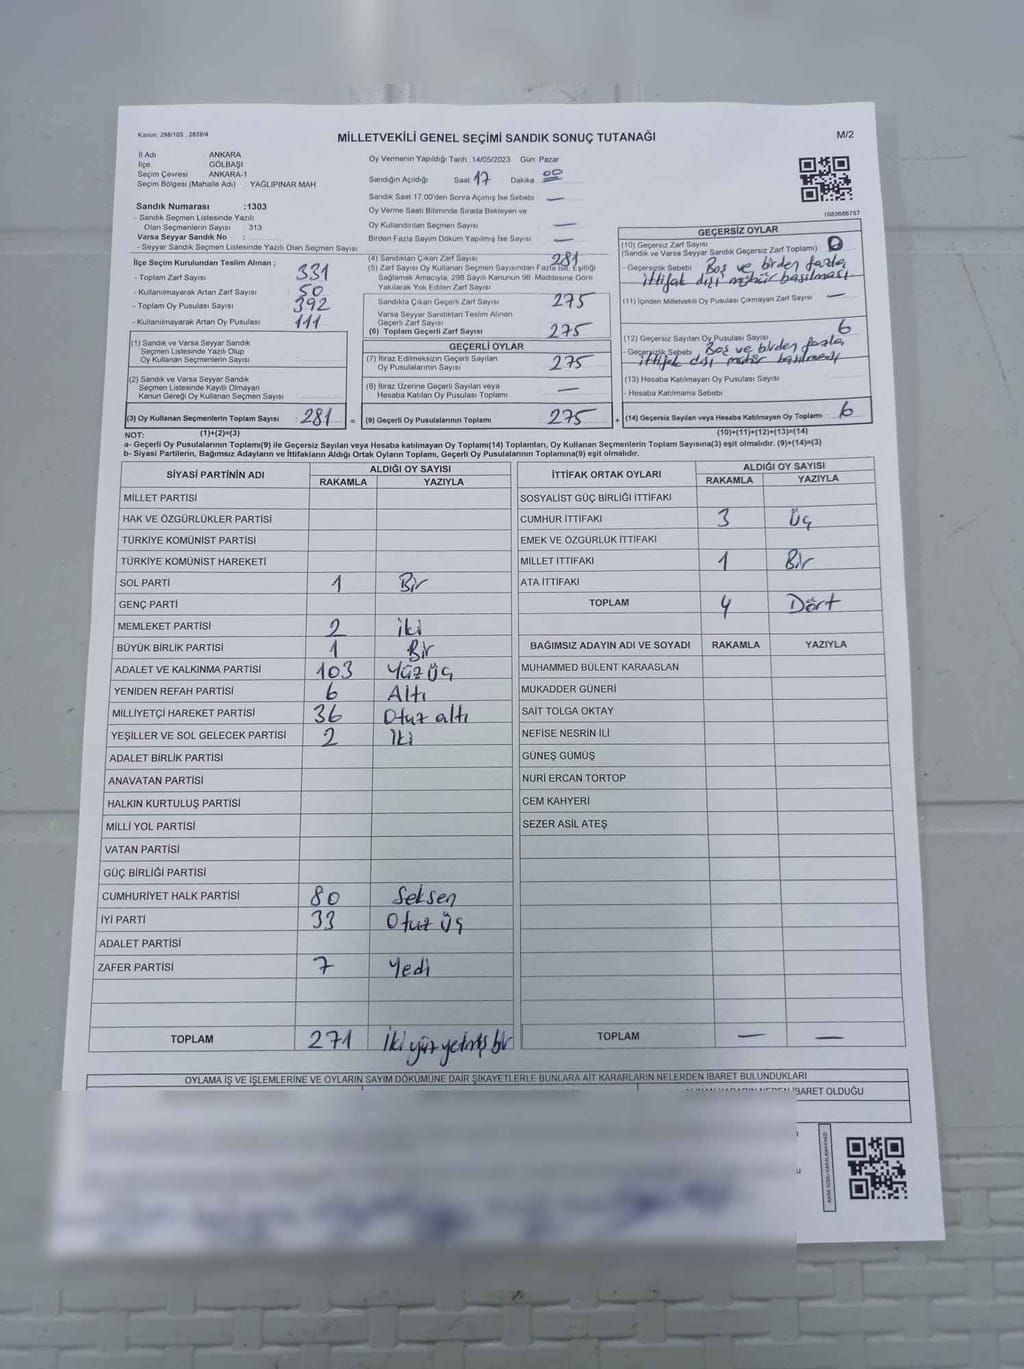 Kanun: 298/105 , 2839/4
MİLLETVEKİLİ GENEL SEÇİMİ SANDIK SONUÇ TUTANAĞI
M/2
İl Adı : ANKARA
İlçe : GÖLBAŞI
Seçim Çevresi : ANKARA-1
Seçim Bölgesi (Mahalle Adı) : YAĞLIPINAR MAH
Oy Vermenin Yapıldığı Tarih 14/05/2023 Gün: Pazar
Sandığın Açıldığı Saat 17 Dakika 00
Sandık Saat 17:00'den Sonra Açılmış İse Sebebi —
Oy Verme Saati Bitiminde Sırada Bekleyen ve
Oy Kullandırılan Seçmen Sayısı —
Birden Fazla Sayım Döküm Yapılmış İse Sayısı —
Sandık Numarası :1303
- Sandık Seçmen Listesinde Yazılı
Olan Seçmenlerin Sayısı : 313
Varsa Seyyar Sandık No :
- Seyyar Sandık Seçmen Listesinde Yazılı Olan Seçmen Sayısı
İlçe Seçim Kurulundan Teslim Alınan ;
- Toplam Zarf Sayısı : 331
- Kullanılmayarak Artan Zarf Sayısı : 50
- Toplam Oy Pusulası Sayısı : 392
- Kullanılmayarak Artan Oy Pusulası : 111
(1) Sandık ve Varsa Seyyar Sandık
Seçmen Listesinde Yazılı Olup
Oy Kullanan Seçmenlerin Sayısı :
(2) Sandık ve Varsa Seyyar Sandık
Seçmen Listesinde Kayıtlı Olmayan
Kanun Gereği Oy Kullanan Seçmen Sayısı :
(3) Oy Kullanan Seçmenlerin Toplam Sayısı : 281 =
(1)+(2)=(3)
(4) Sandıktan Çıkan Zarf Sayısı : 281
(5) Zarf Sayısı Oy Kullanan Seçmen Sayısından Fazla İse, Eşitliği
Sağlamak Amacıyla, 298 Sayılı Kanunun 98. Maddesine Göre
Yakılarak Yok Edilen Zarf Sayısı :
Sandıkta Çıkan Geçerli Zarf Sayısı : 275
Varsa Seyyar Sandıktan Teslim Alınan
Geçerli Zarf Sayısı :
(6) Toplam Geçerli Zarf Sayısı : 275
GEÇERLİ OYLAR
(7) İtiraz Edilmeksizin Geçerli Sayılan
Oy Pusulalarının Sayısı : 275
(8) İtiraz Üzerine Geçerli Sayılan veya
Hesaba Katılan Oy Pusulaları Toplamı : —
(9) Geçerli Oy Pusulalarının Toplamı : 275 +
1083686757
GEÇERSİZ OYLAR
(10) Geçersiz Zarf Sayısı :
(Sandık ve Varsa Seyyar Sandık Geçersiz Zarf Toplamı)
- Geçersizlik Sebebi : Boş ve birden fazla
ittifak dışı mühür basılması
(11) İçinden Milletvekili Oy Pusulası Çıkmayan Zarf Sayısı : —
(12) Geçersiz Sayılan Oy Pusulası Sayısı : 6
- Geçersizlik Sebebi : Boş ve birden fazla
ittifak dışı mühür basılması
(13) Hesaba Katılmayan Oy Pusulası Sayısı :
- Hesaba Katılmama Sebebi :
(14) Geçersiz Sayılan veya Hesaba Katılmayan Oy Toplamı : 6
(10)+(11)+(12)+(13)=(14)
NOT:
a- Geçerli Oy Pusulalarının Toplamı(9) ile Geçersiz Sayılan veya Hesaba katılmayan Oy Toplamı(14) Toplamları, Oy Kullanan Seçmenlerin Toplam Sayısına(3) eşit olmalıdır. (9)+(14)=(3)
b- Siyasi Partilerin, Bağımsız Adayların ve İttifakların Aldığı Ortak Oyların Toplamı, Geçerli Oy Pusulalarının Toplamına(9) eşit olmalıdır.
SİYASİ PARTİNİN ADI ALDIĞI OY SAYISI
RAKAMLA YAZIYLA
MİLLET PARTİSİ
HAK VE ÖZGÜRLÜKLER PARTİSİ
TÜRKİYE KOMÜNİST PARTİSİ
TÜRKİYE KOMÜNİST HAREKETİ
SOL PARTİ 1 Bir
GENÇ PARTİ
MEMLEKET PARTİSİ 2 iki
BÜYÜK BİRLİK PARTİSİ 1 Bir
ADALET VE KALKINMA PARTİSİ 103 Yüz üç
YENİDEN REFAH PARTİSİ 6 Altı
MİLLİYETÇİ HAREKET PARTİSİ 36 Otuz altı
YEŞİLLER VE SOL GELECEK PARTİSİ 2 İki
ADALET BİRLİK PARTİSİ
ANAVATAN PARTİSİ
HALKIN KURTULUŞ PARTİSİ
MİLLİ YOL PARTİSİ
VATAN PARTİSİ
GÜÇ BİRLİĞİ PARTİSİ
CUMHURİYET HALK PARTİSİ 80 Seksen
İYİ PARTİ 33 Otuz üç
ADALET PARTİSİ
ZAFER PARTİSİ 7 Yedi
TOPLAM 271 iki yüz yetmiş bir
İTTİFAK ORTAK OYLARI ALDIĞI OY SAYISI
RAKAMLA YAZIYLA
SOSYALİST GÜÇ BİRLİĞİ İTTİFAKI
CUMHUR İTTİFAKI 3 Üç
EMEK VE ÖZGÜRLÜK İTTİFAKI
MİLLET İTTİFAKI 1 Bir
ATA İTTİFAKI
TOPLAM 4 Dört
BAĞIMSIZ ADAYIN ADI VE SOYADI RAKAMLA YAZIYLA
MUHAMMED BÜLENT KARAASLAN
MUKADDER GÜNERİ
SAİT TOLGA OKTAY
NEFİSE NESRİN İLİ
GÜNEŞ GÜMÜŞ
NURİ ERCAN TORTOP
CEM KAHYERİ
SEZER ASİL ATEŞ
TOPLAM — —
OYLAMA İŞ VE İŞLEMLERİNE VE OYLARIN SAYIM DÖKÜMÜNE DAİR ŞİKAYETLERLE BUNLARA AİT KARARLARIN NELERDEN İBARET BULUNDUKLARI
İBARET OLDUĞU